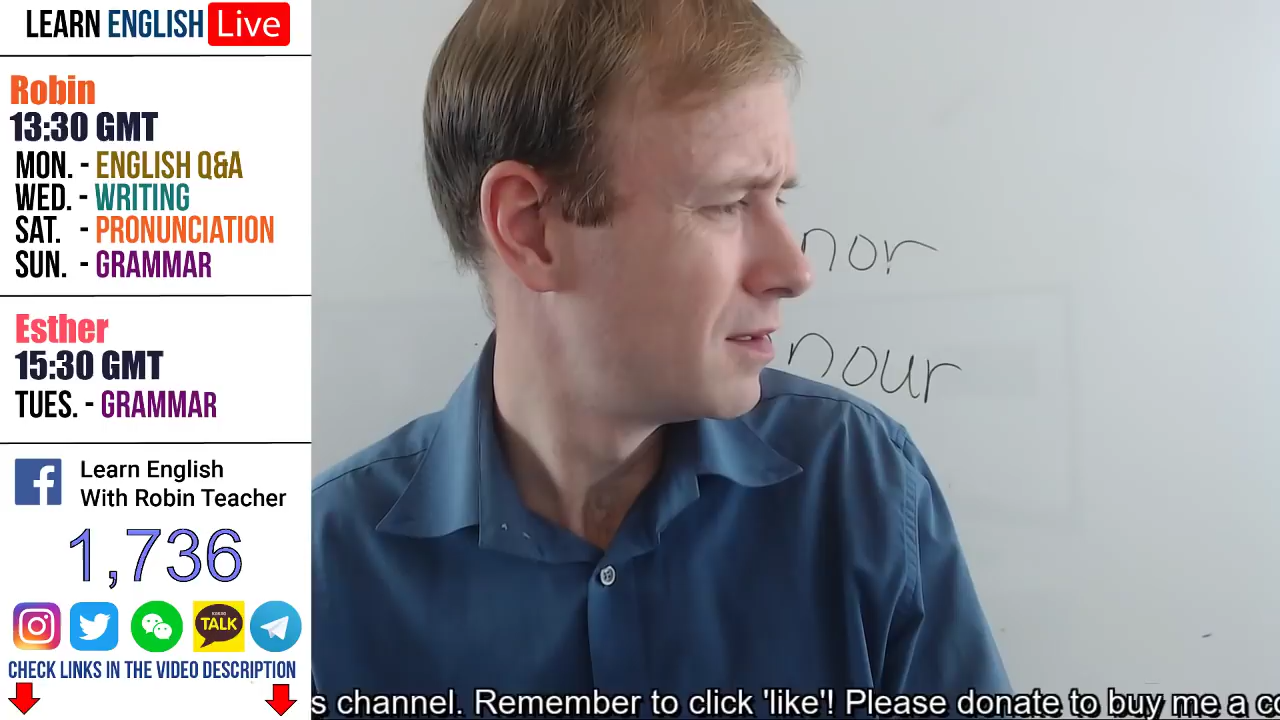 LEARN ENGLISH Live
Robin
13:30 GMT
MON. - ENGLISH Q&A
WED. - WRITING
SAT. - PRONUNCIATION
SUN. - GRAMMAR
Esther
15:30 GMT
TUES. - GRAMMAR
Learn English
With Robin Teacher
1,736
TALK
CHECK LINKS IN THE VIDEO DESCRIPTION
nor
nour
s channel. Remember to click 'like'! Please donate to buy me a